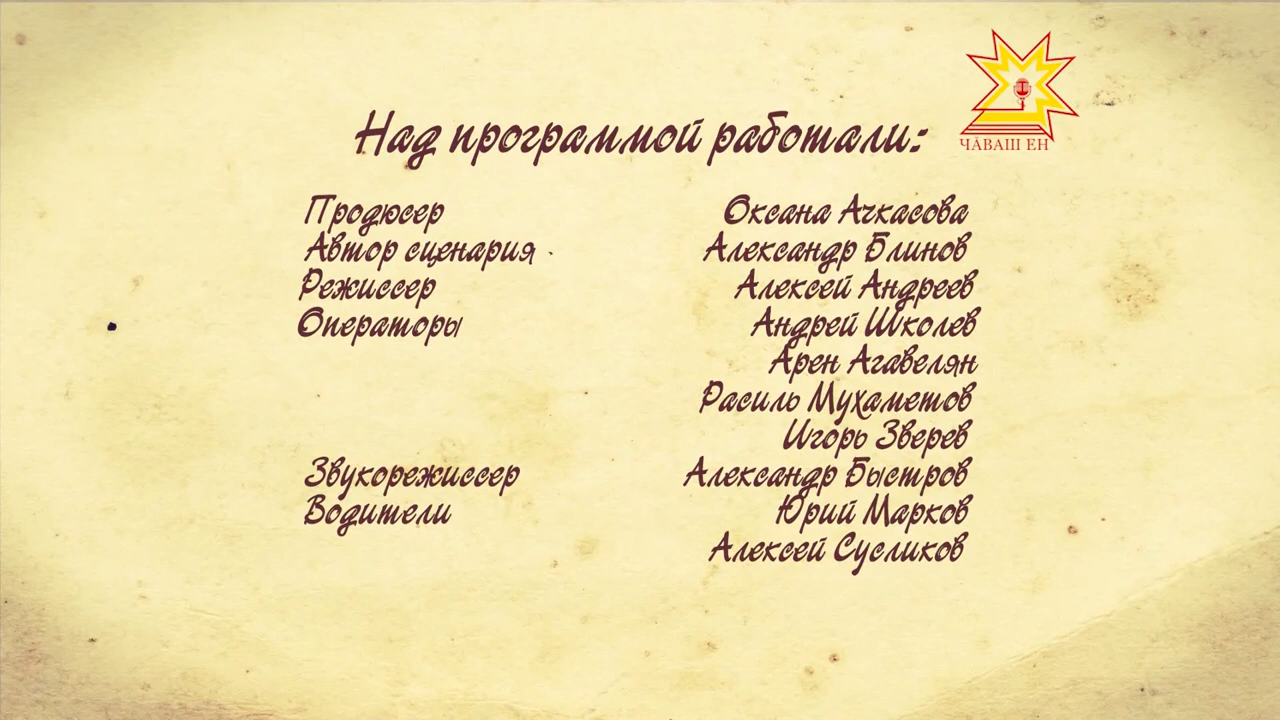 ЧӐВАШ ЕН
Над программой работали:
Продюсер Оксана Ачкасова
Автор сценария Александр Блинов
Режиссер Алексей Андреев
Операторы Андрей Школев
Арен Агавелян
Расиль Мухаметов
Игорь Зверев
Звукорежиссер Александр Быстров
Водители Юрий Марков
Алексей Сусликов